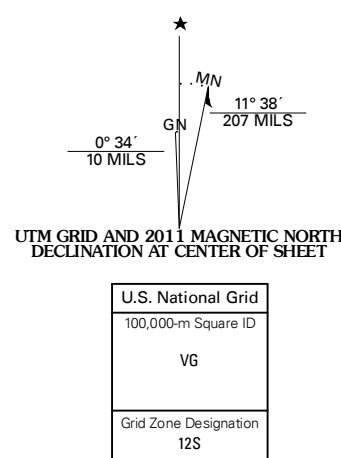 MN
11° 38´
207 MILS
GN
0° 34´
10 MILS
UTM GRID AND 2011 MAGNETIC NORTH
DECLINATION AT CENTER OF SHEET
U.S. National Grid
100,000-m Square ID
VG
Grid Zone Designation
12S